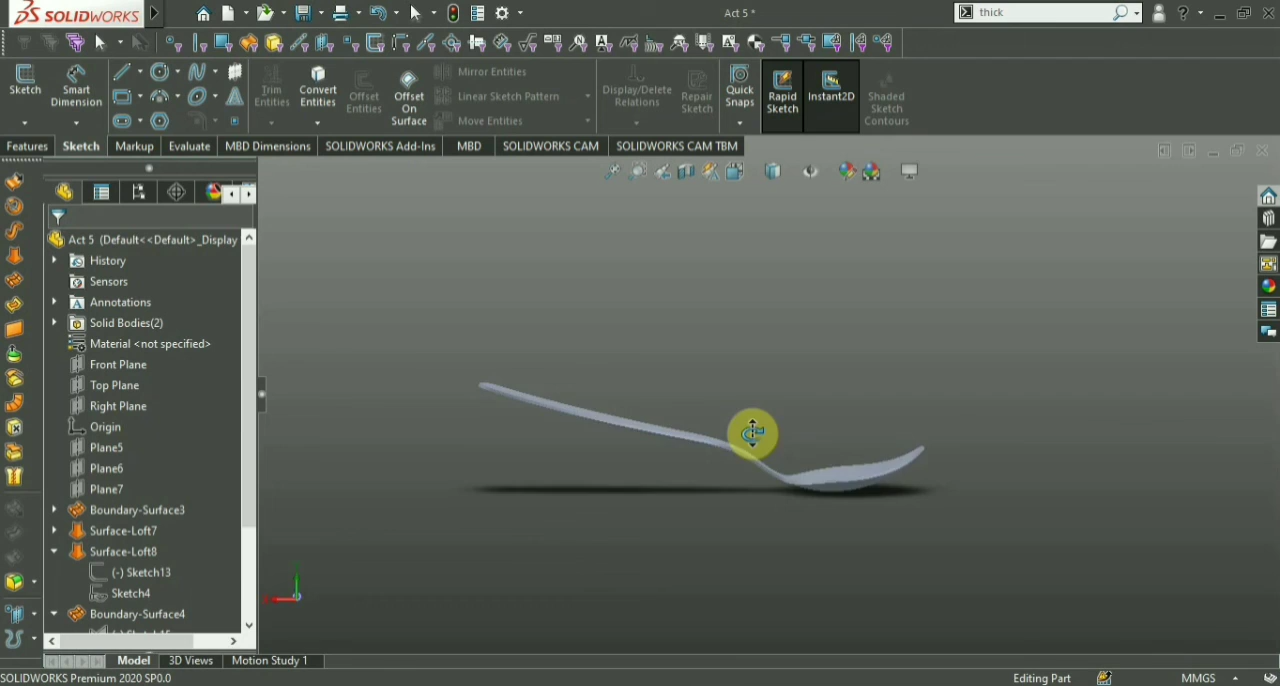 SOLIDWORKS
Act 5 *
thick
Sketch
Smart Dimension
Trim Entities
Convert Entities
Offset Entities
Offset On Surface
Mirror Entities
Linear Sketch Pattern
Move Entities
Display/Delete Relations
Repair Sketch
Quick Snaps
Rapid Sketch
Instant2D
Shaded Sketch Contours
Features
Sketch
Markup
Evaluate
MBD Dimensions
SOLIDWORKS Add-Ins
MBD
SOLIDWORKS CAM
SOLIDWORKS CAM TBM
Act 5 (Default<<Default>_Display
History
Sensors
Annotations
Solid Bodies(2)
Material <not specified>
Front Plane
Top Plane
Right Plane
Origin
Plane5
Plane6
Plane7
Boundary-Surface3
Surface-Loft7
Surface-Loft8
(-) Sketch13
Sketch4
Boundary-Surface4
Model
3D Views
Motion Study 1
SOLIDWORKS Premium 2020 SP0.0
Editing Part
MMGS